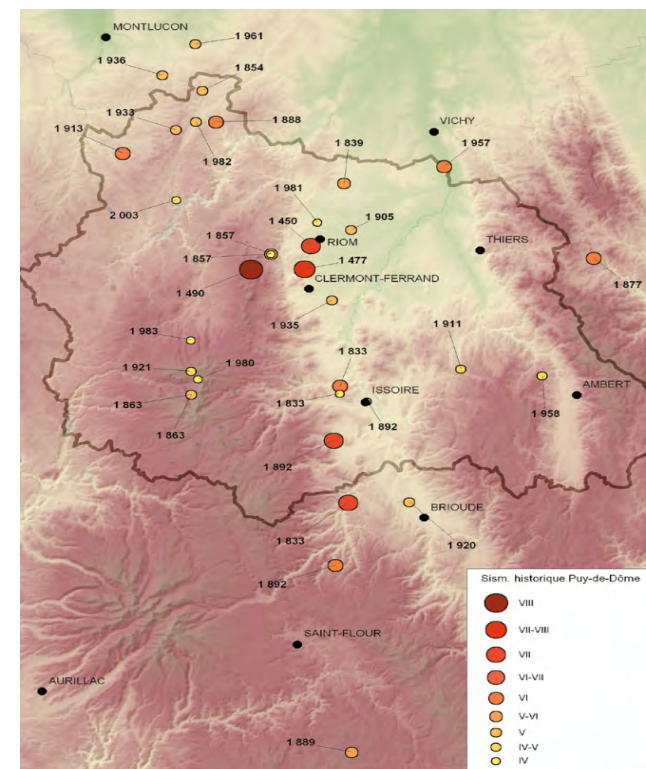 MONTLUCON
1 961
1 936
1 854
1 933
1 913
1 888
1 982
VICHY
1 839
1 957
2 003
1 981
1 450
1 905
RIOM
THIERS
1 857
1 857
1 477
CLERMONT-FERRAND
1 877
1 490
1 935
1 983
1 911
1 833
1 921
1 980
1 863
1 833
ISSOIRE
AMBERT
1 958
1 863
1 892
1 892
BRIOUDE
1 833
1 920
1 892
SAINT-FLOUR
AURILLAC
1 889
Sism. historique Puy-de-Dôme
VIII
VII-VIII
VII
VI-VII
VI
V-VI
V
IV-V
IV